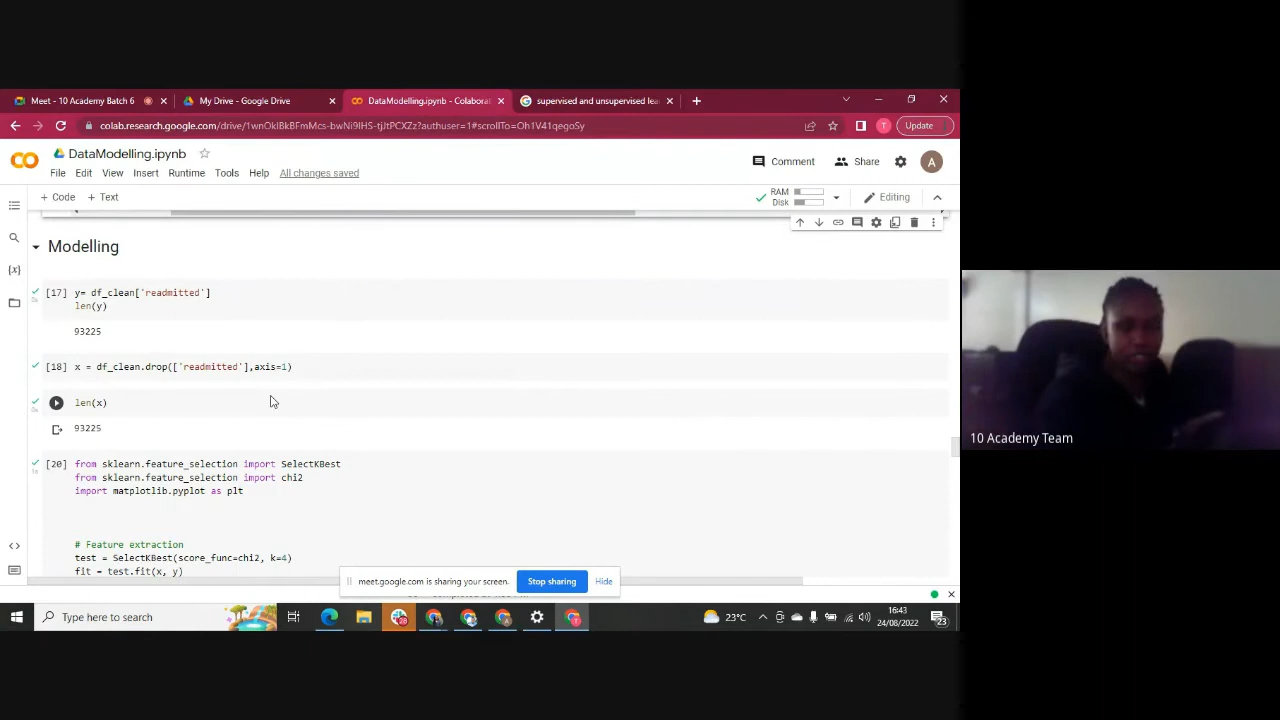 Meet - 10 Academy Batch 6
My Drive - Google Drive
DataModelling.ipynb - Colaborat
supervised and unsupervised lea
colab.research.google.com/drive/1wnOklBkBFmMcs-bwNi9IHS-tjJtPCXZz?authuser=1#scrollTo=Oh1V41qegoSy
T
Update
DataModelling.ipynb
Comment
Share
A
File Edit View Insert Runtime Tools Help All changes saved
+ Code + Text
RAM
Disk
Editing
Modelling
[17] y= df_clean['readmitted']
len(y)
93225
[18] x = df_clean.drop(['readmitted'],axis=1)
len(x)
93225
[20] from sklearn.feature_selection import SelectKBest
from sklearn.feature_selection import chi2
import matplotlib.pyplot as plt
# Feature extraction
test = SelectKBest(score_func=chi2, k=4)
fit = test.fit(x, y)
meet.google.com is sharing your screen.
Stop sharing
Hide
10 Academy Team
Type here to search
23°C
16:43
24/08/2022
23